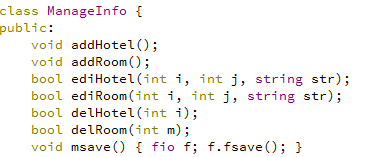 class ManageInfo {
public:
    void addHotel();
    void addRoom();
    bool ediHotel(int i, int j, string str);
    bool ediRoom(int i, int j, string str);
    bool delHotel(int i);
    bool delRoom(int m);
    void msave() { fio f; f.fsave(); }